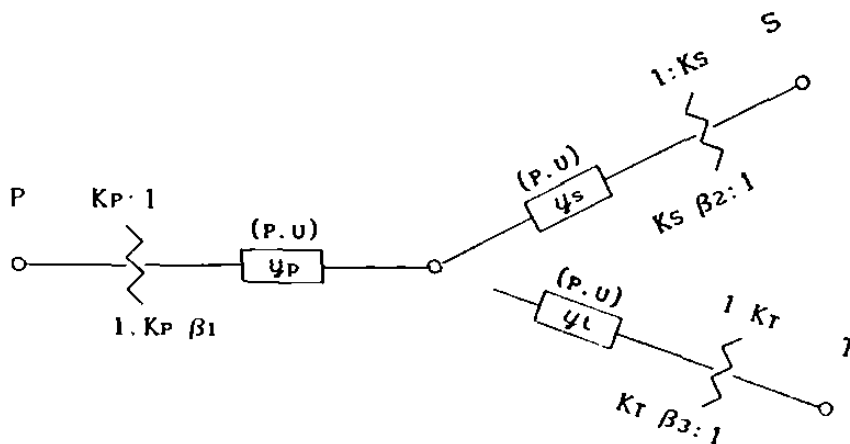 S
1:KS
(P.U)
ys
KS β2:1
P
KP·1
(P.U)
yp
1.KP β1
(P.U)
yt
1 KT
T
KT β3:1